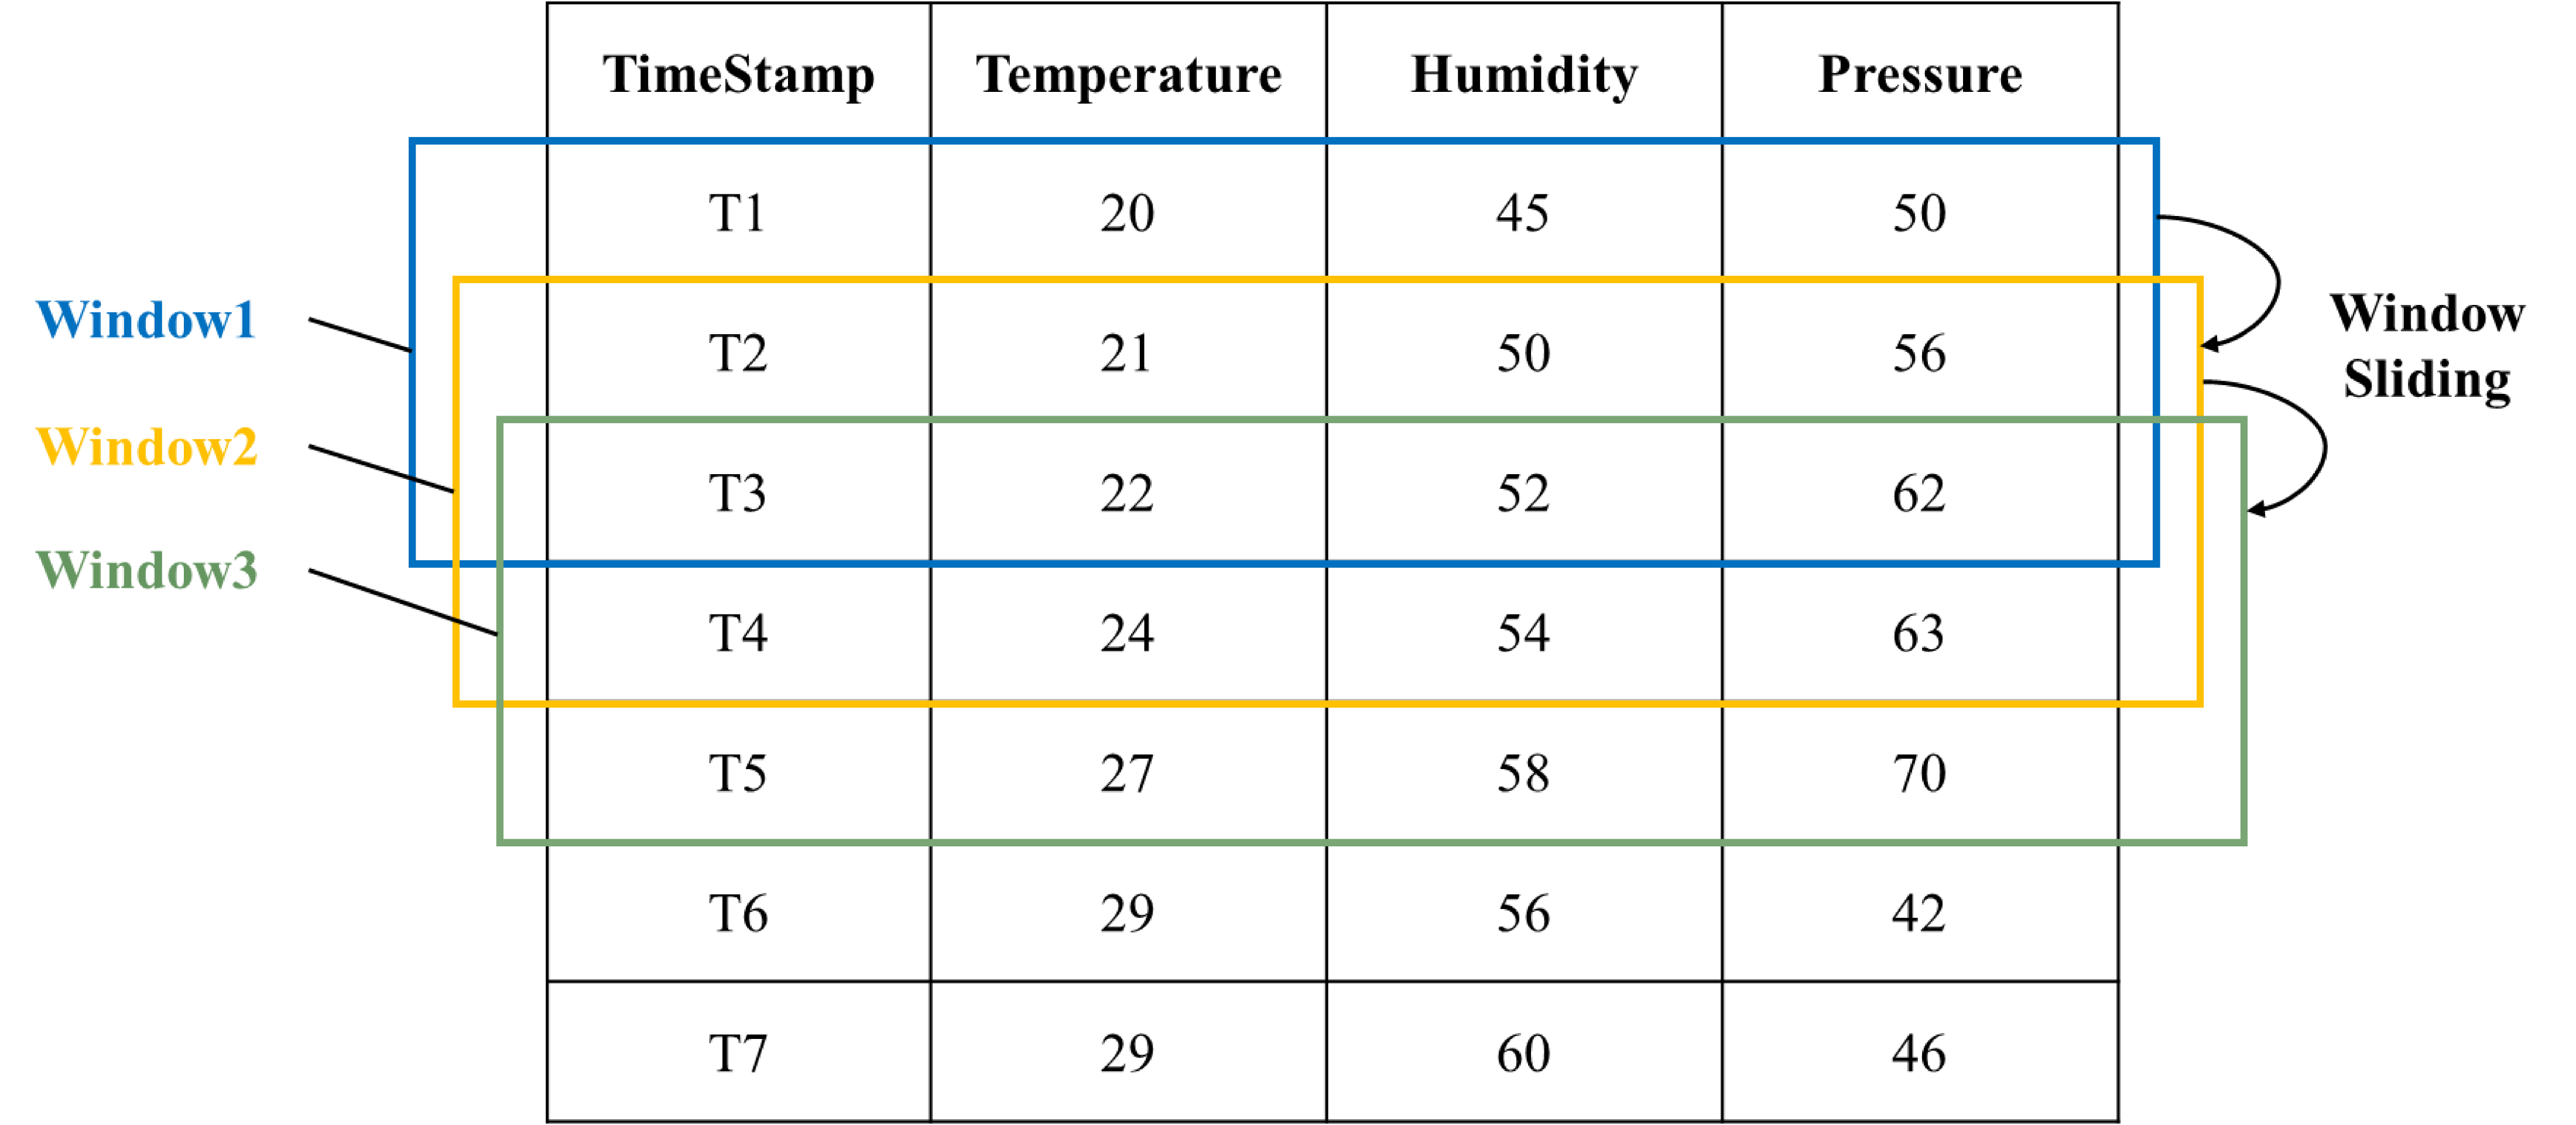 TimeStamp Temperature Humidity Pressure
T1 20 45 50
Window1
T2 21 50 56
Window
Sliding
Window2
T3 22 52 62
Window3
T4 24 54 63
T5 27 58 70
T6 29 56 42
T7 29 60 46